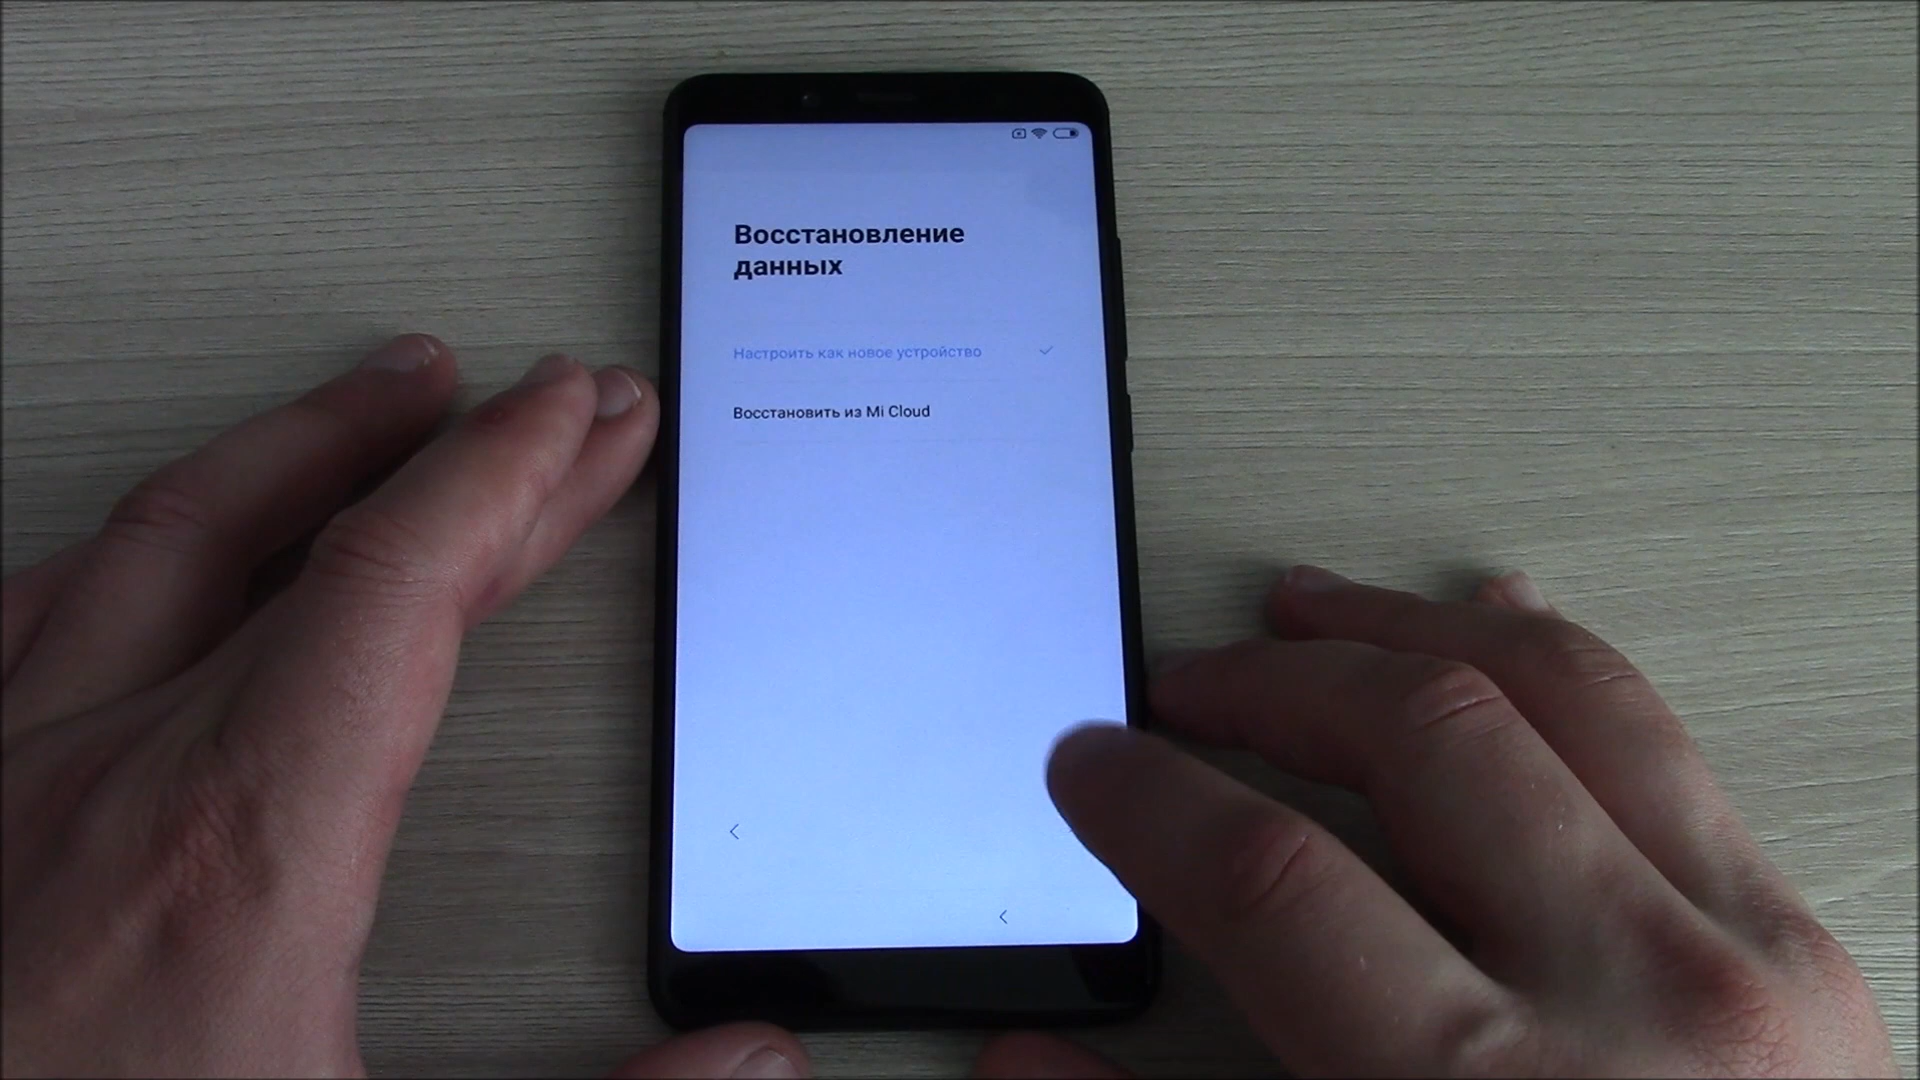 Восстановление
данных
Настроить как новое устройство
Восстановить из Mi Cloud